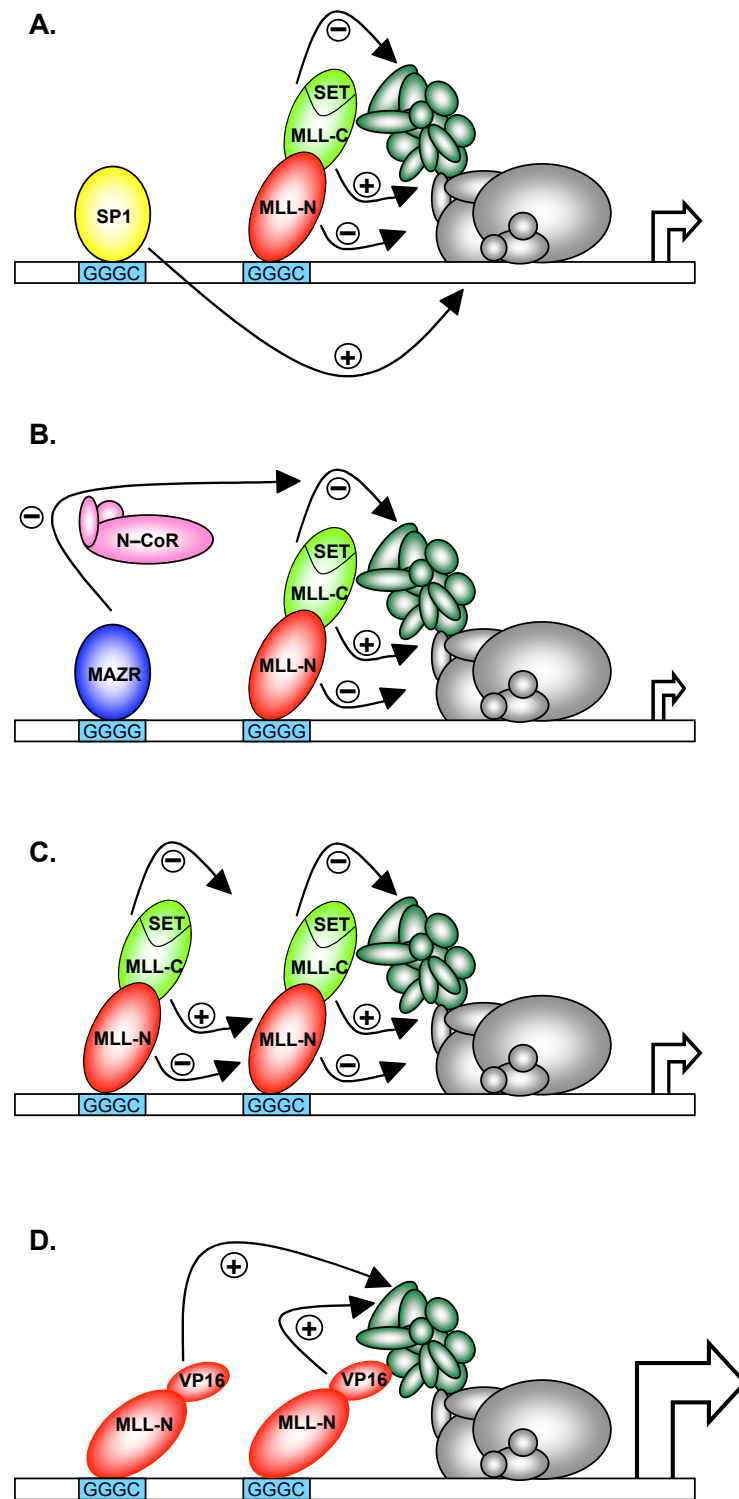 A.
SET
MLL-C
SP1
MLL-N
GGGC
GGGC
B.
N–CoR
SET
MLL-C
MAZR
MLL-N
GGGG
GGGG
C.
SET
SET
MLL-C
MLL-C
MLL-N
MLL-N
GGGC
GGGC
D.
VP16
VP16
MLL-N
MLL-N
GGGC
GGGC